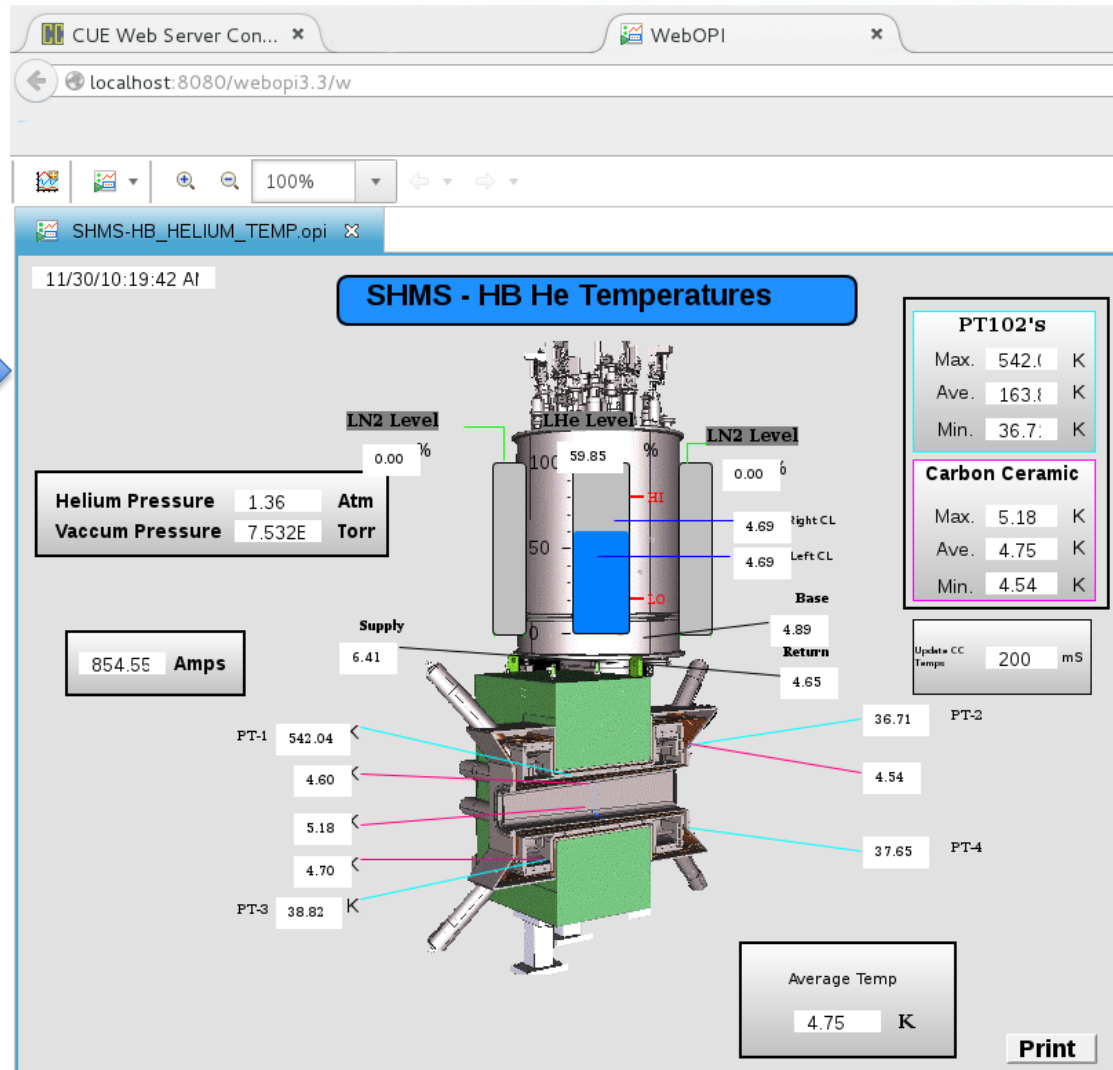 CUE Web Server Con... ×
WebOPI ×
localhost:8080/webopi3.3/w
100%
SHMS-HB_HELIUM_TEMP.opi
11/30/10:19:42 AM
SHMS - HB He Temperatures
PT102's
Max. 542.0 K
Ave. 163.8 K
Min. 36.71 K
Carbon Ceramic
Max. 5.18 K
Ave. 4.75 K
Min. 4.54 K
Update CC
Temps
200 mS
LN2 Level
0.00 %
LHe Level
59.85 %
LN2 Level
0.00 %
100
50
0
HI
LO
Helium Pressure 1.36 Atm
Vaccum Pressure 7.532E Torr
4.69 Right CL
4.69 Left CL
Base
4.89
Return
4.65
Supply
6.41
854.55 Amps
PT-1 542.04 K
4.60 K
5.18 K
4.70 K
PT-3 38.82 K
36.71 PT-2
4.54
37.65 PT-4
Average Temp
4.75 K
Print